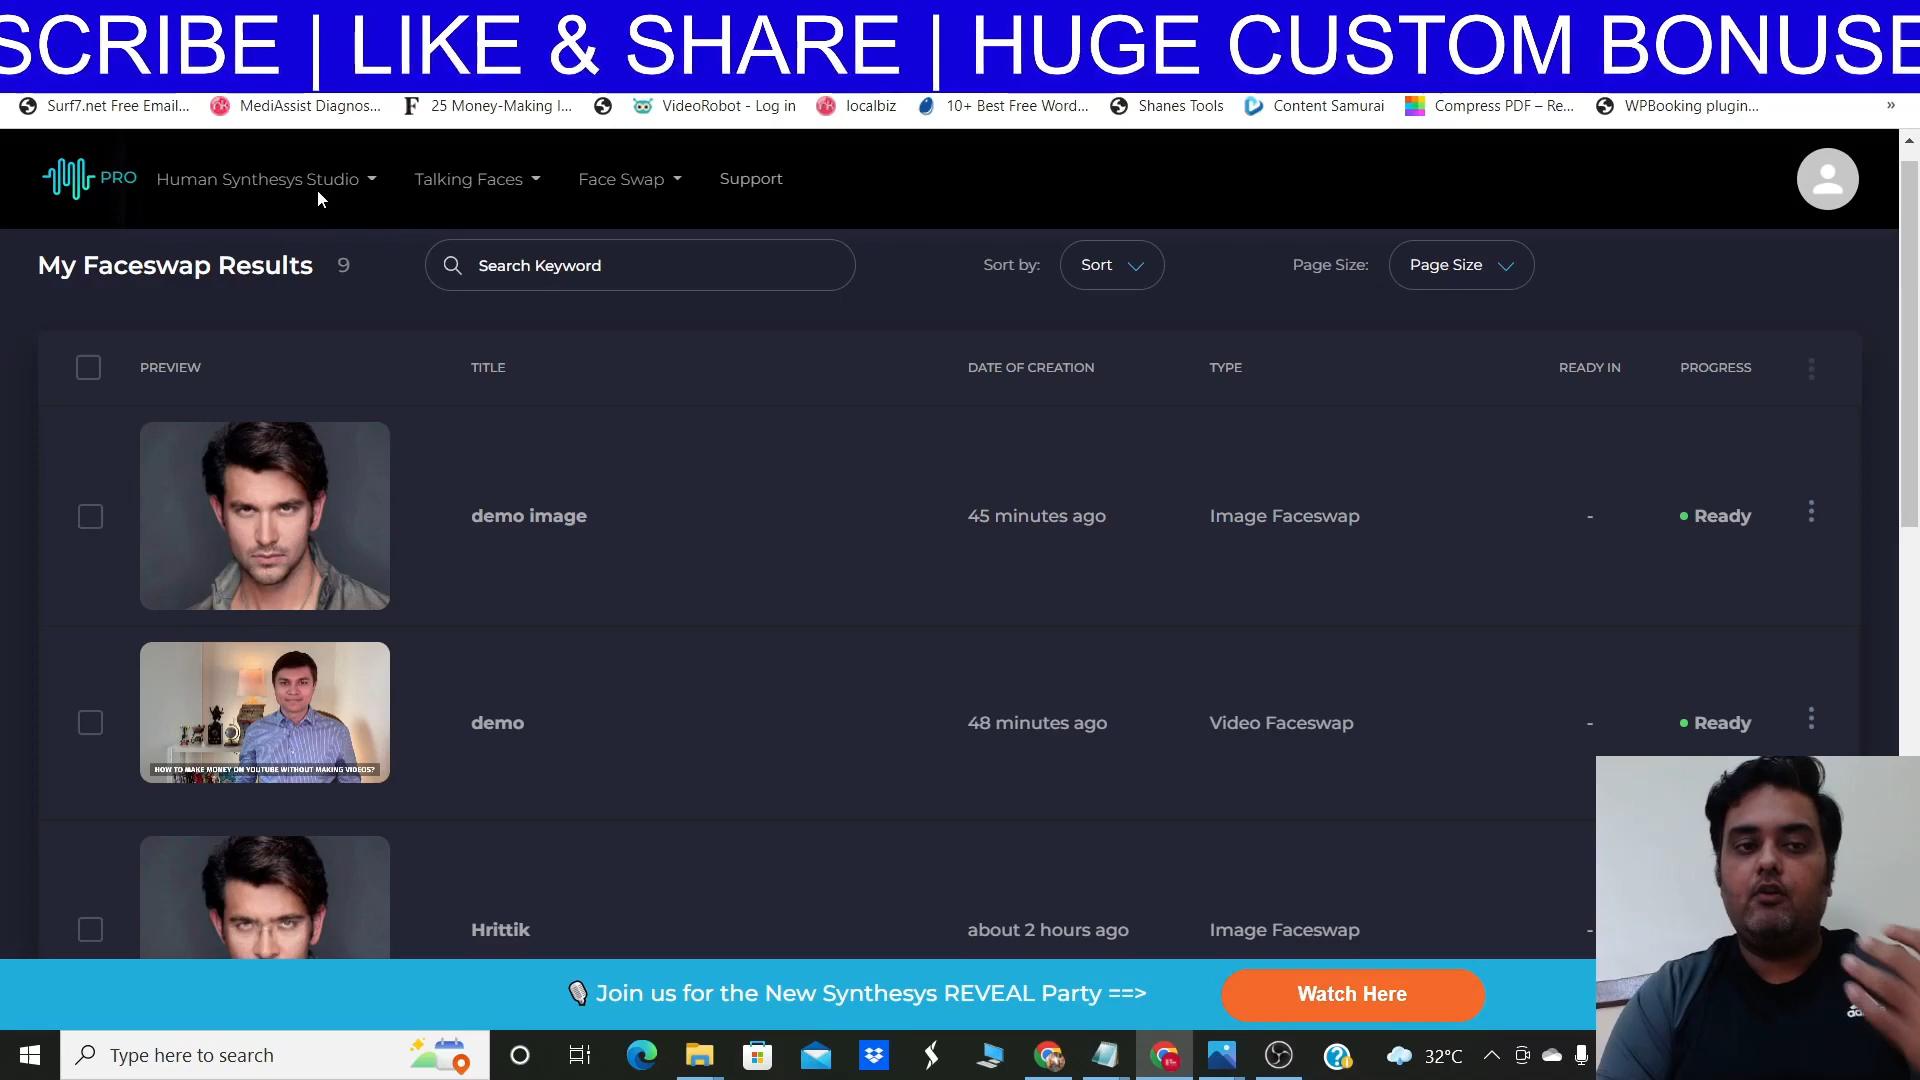 SCRIBE | LIKE & SHARE | HUGE CUSTOM BONUSE
Surf7.net Free Email... MediAssist Diagnos... 25 Money-Making I... VideoRobot - Log in localbiz 10+ Best Free Word... Shanes Tools Content Samurai Compress PDF – Re... WPBooking plugin... »
PRO Human Synthesys Studio Talking Faces Face Swap Support
My Faceswap Results 9 Search Keyword Sort by: Sort Page Size: Page Size
PREVIEW TITLE DATE OF CREATION TYPE READY IN PROGRESS
demo image 45 minutes ago Image Faceswap - Ready
demo 48 minutes ago Video Faceswap - Ready
HOW TO MAKE MONEY ON YOUTUBE WITHOUT MAKING VIDEOS?
Hrittik about 2 hours ago Image Faceswap -
Join us for the New Synthesys REVEAL Party ==> Watch Here
Type here to search 32°C